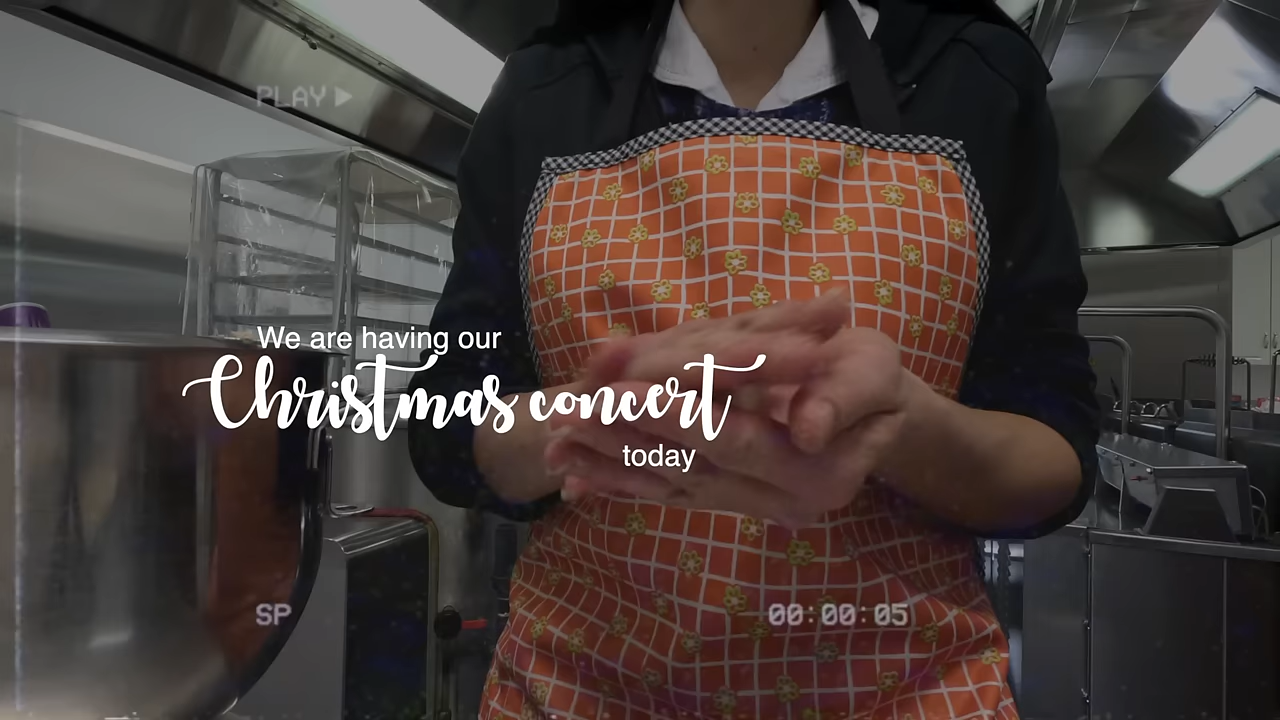 PLAY
We are having our
Christmas concert
today
SP
00:00:05